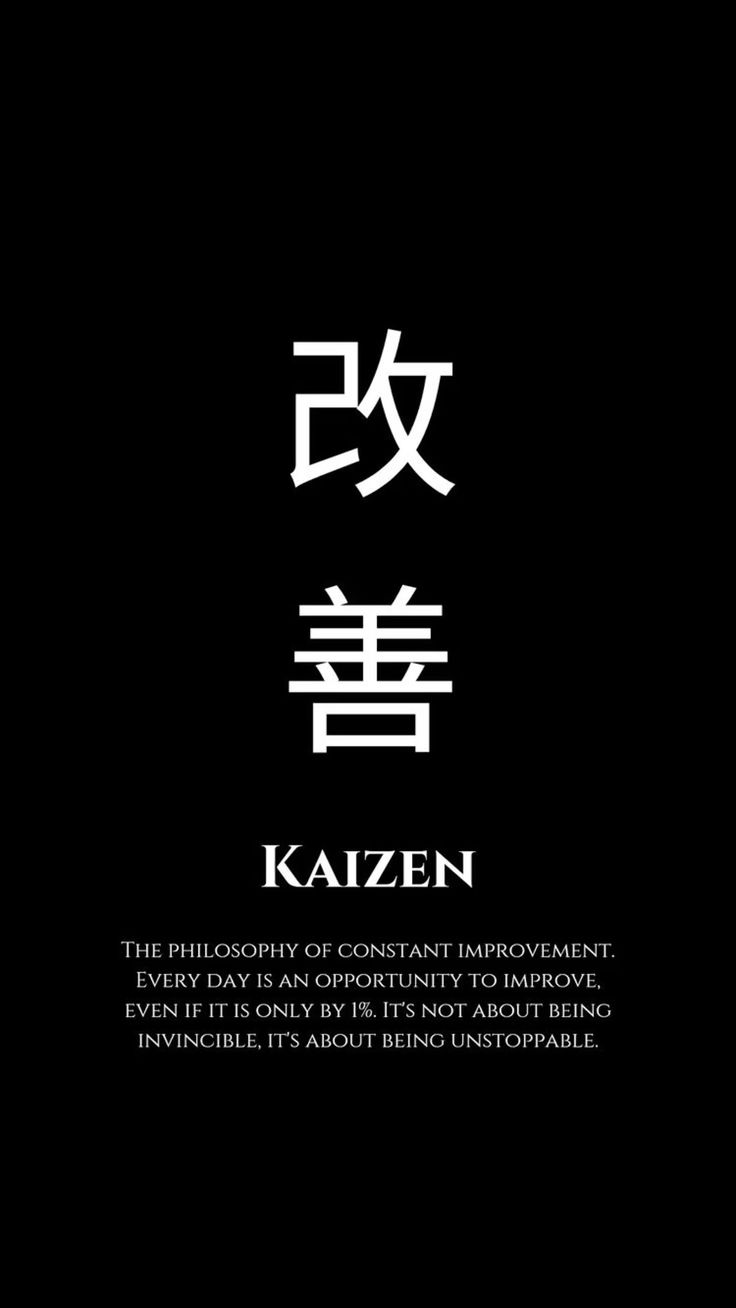 改
善
KAIZEN
THE PHILOSOPHY OF CONSTANT IMPROVEMENT.
EVERY DAY IS AN OPPORTUNITY TO IMPROVE,
EVEN IF IT IS ONLY BY 1%. IT'S NOT ABOUT BEING
INVINCIBLE, IT'S ABOUT BEING UNSTOPPABLE.